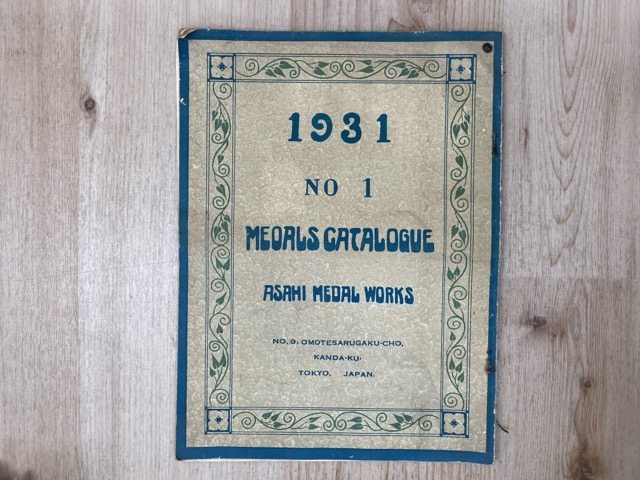 1931
NO 1
MEDALS CATALOGUE
ASAHI MEDAL WORKS
NO. 9. OMOTESARUGAKU-CHO.
KANDA-KU.
TOKYO. JAPAN.